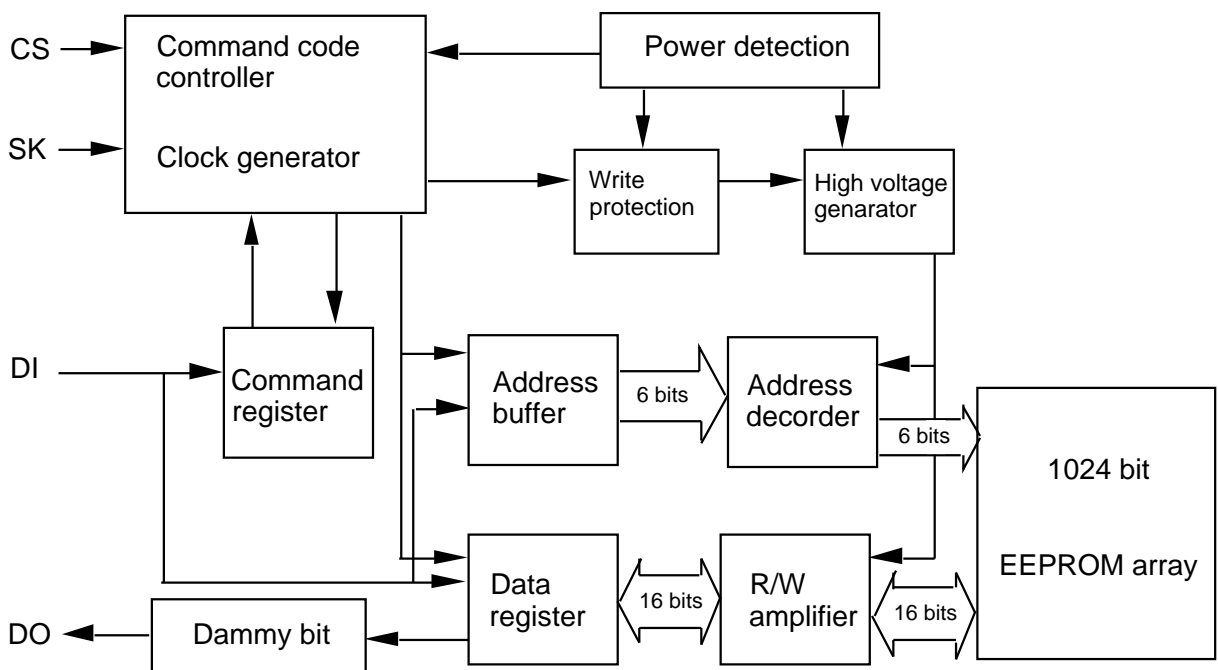 CS
Command code
controller
Power detection
SK
Clock generator
Write
protection
High voltage
genarator
DI
Command
register
Address
buffer
6 bits
Address
decorder
6 bits
1024 bit
EEPROM array
Data
register
16 bits
R/W
amplifier
16 bits
DO
Dammy bit